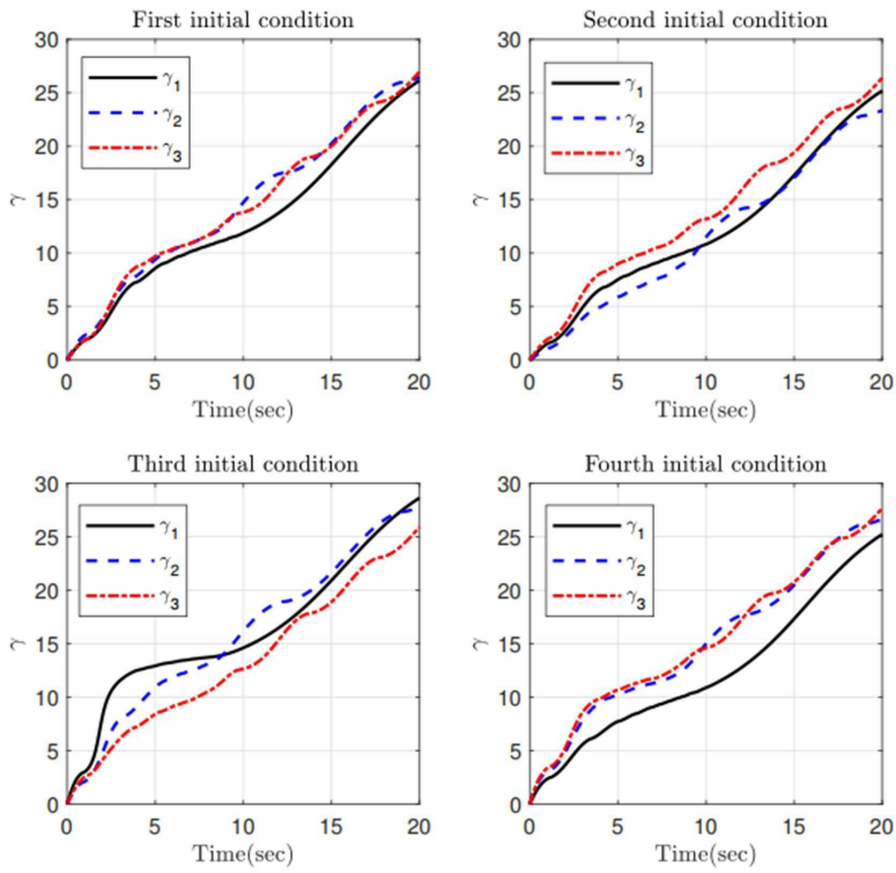 First initial condition
30
25
20
15
10
5
0
γ
γ1
γ2
γ3
0 5 10 15 20
Time(sec)
Second initial condition
30
25
20
15
10
5
0
γ
γ1
γ2
γ3
0 5 10 15 20
Time(sec)
Third initial condition
30
25
20
15
10
5
0
γ
γ1
γ2
γ3
0 5 10 15 20
Time(sec)
Fourth initial condition
30
25
20
15
10
5
0
γ
γ1
γ2
γ3
0 5 10 15 20
Time(sec)